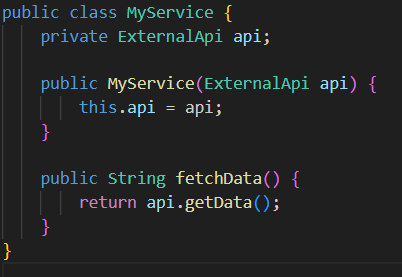 public class MyService {
    private ExternalApi api;

    public MyService(ExternalApi api) {
        this.api = api;
    }

    public String fetchData() {
        return api.getData();
    }
}